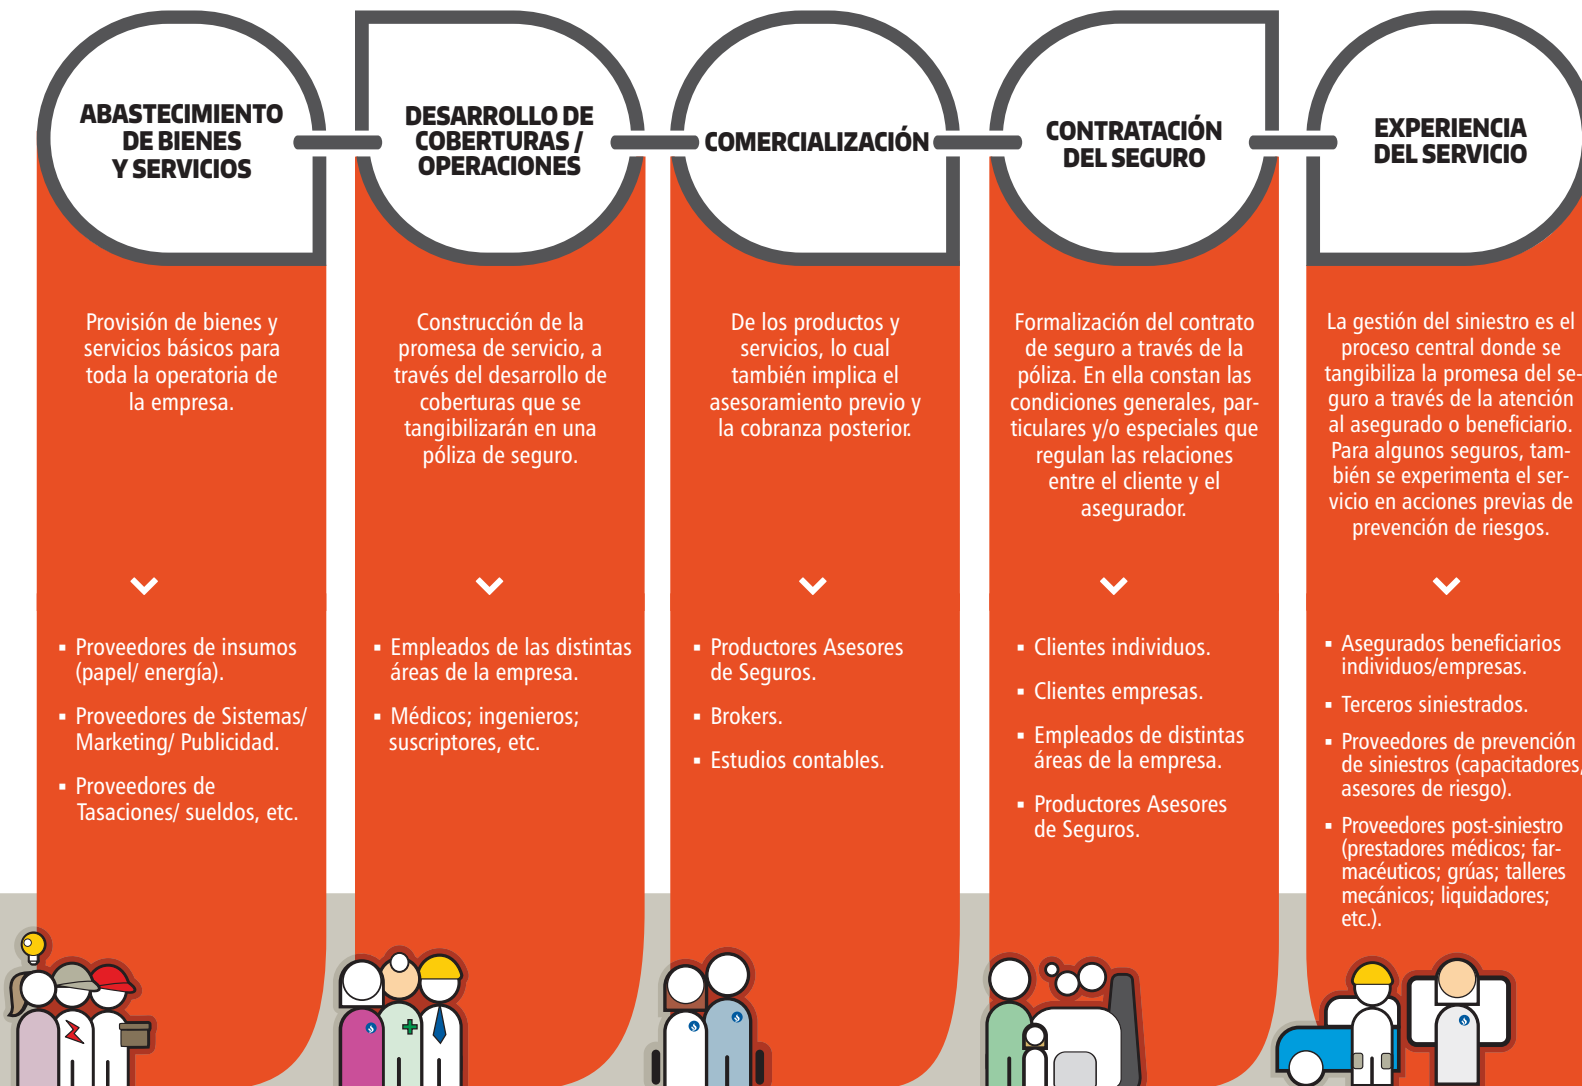 ABASTECIMIENTO
DE BIENES
Y SERVICIOS
Provisión de bienes y
servicios básicos para
toda la operatoria de
la empresa.
▪ Proveedores de insumos
(papel/ energía).
▪ Proveedores de Sistemas/
Marketing/ Publicidad.
▪ Proveedores de
Tasaciones/ sueldos, etc.
DESARROLLO DE
COBERTURAS /
OPERACIONES
Construcción de la
promesa de servicio, a
través del desarrollo de
coberturas que se
tangibilizarán en una
póliza de seguro.
▪ Empleados de las distintas
áreas de la empresa.
▪ Médicos; ingenieros;
suscriptores, etc.
COMERCIALIZACIÓN
De los productos y
servicios, lo cual
también implica el
asesoramiento previo y
la cobranza posterior.
▪ Productores Asesores
de Seguros.
▪ Brokers.
▪ Estudios contables.
CONTRATACIÓN
DEL SEGURO
Formalización del contrato
de seguro a través de la
póliza. En ella constan las
condiciones generales, par-
ticulares y/o especiales que
regulan las relaciones
entre el cliente y el
asegurador.
▪ Clientes individuos.
▪ Clientes empresas.
▪ Empleados de distintas
áreas de la empresa.
▪ Productores Asesores
de Seguros.
EXPERIENCIA
DEL SERVICIO
La gestión del siniestro es el
proceso central donde se
tangibiliza la promesa del se-
guro a través de la atención
al asegurado o beneficiario.
Para algunos seguros, tam-
bién se experimenta el ser-
vicio en acciones previas de
prevención de riesgos.
▪ Asegurados beneficiarios
individuos/empresas.
▪ Terceros siniestrados.
▪ Proveedores de prevención
de siniestros (capacitadores,
asesores de riesgo).
▪ Proveedores post-siniestro
(prestadores médicos; far-
macéuticos; grúas; talleres
mecánicos; liquidadores;
etc.).